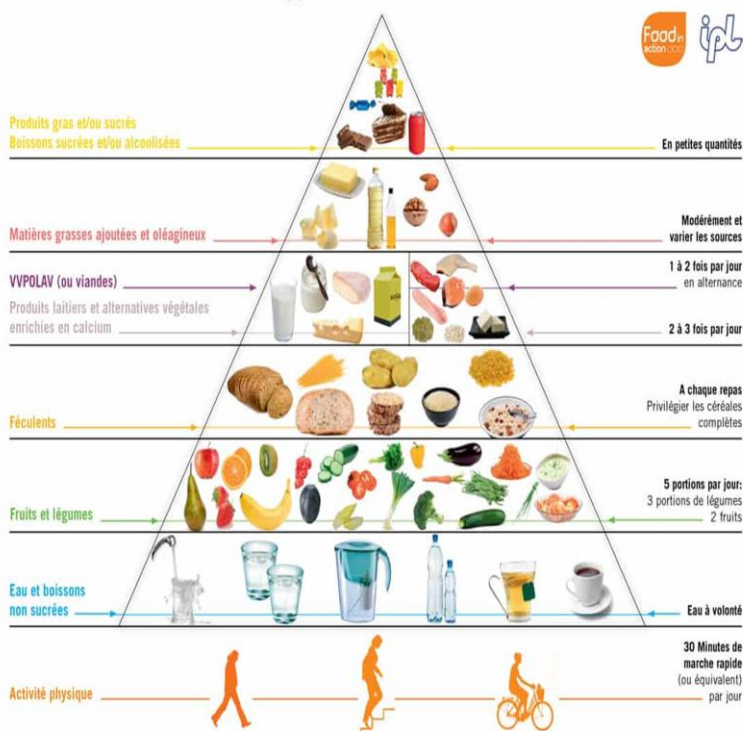 Food in
action
ipl
Produits gras et/ou sucrés
Boissons sucrées et/ou alcoolisées
En petites quantités
Matières grasses ajoutées et oléagineux
Modérément et
varier les sources
VVPOLAV (ou viandes)
1 à 2 fois par jour
en alternance
Produits laitiers et alternatives végétales
enrichies en calcium
2 à 3 fois par jour
soja
Féculents
A chaque repas
Privilégier les céréales
complètes
Fruits et légumes
5 portions par jour:
3 portions de légumes
2 fruits
Eau et boissons
non sucrées
Eau à volonté
Activité physique
30 Minutes de
marche rapide
(ou équivalent)
par jour